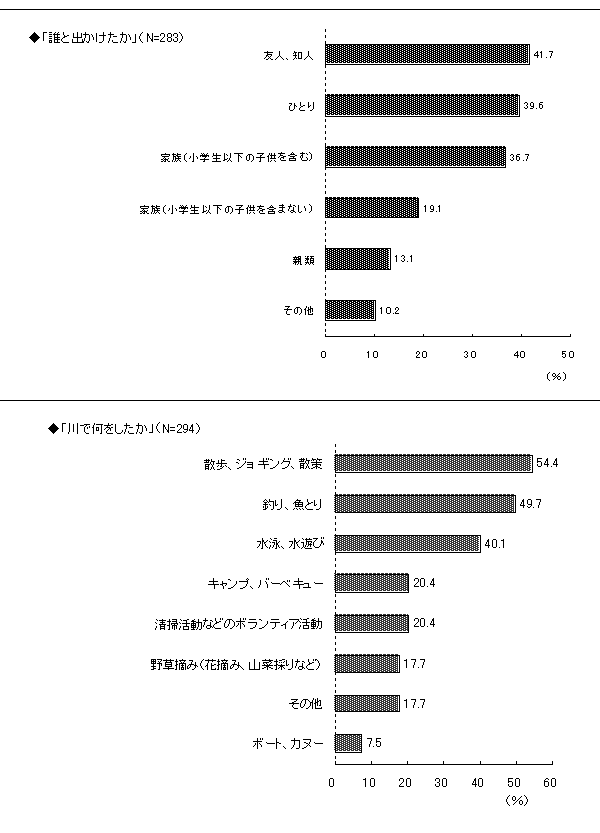 ◆「誰と出かけたか」（N=283）
友人、知人 41.7
ひとり 39.6
家族（小学生以下の子供を含む） 36.7
家族（小学生以下の子供を含まない） 19.1
親類 13.1
その他 10.2
0 10 20 30 40 50
（%）
◆「川で何をしたか」（N=294）
散歩、ジョギング、散策 54.4
釣り、魚とり 49.7
水泳、水遊び 40.1
キャンプ、バーベキュー 20.4
清掃活動などのボランティア活動 20.4
野草摘み（花摘み、山菜採りなど） 17.7
その他 17.7
ボート、カヌー 7.5
0 10 20 30 40 50 60
（%）